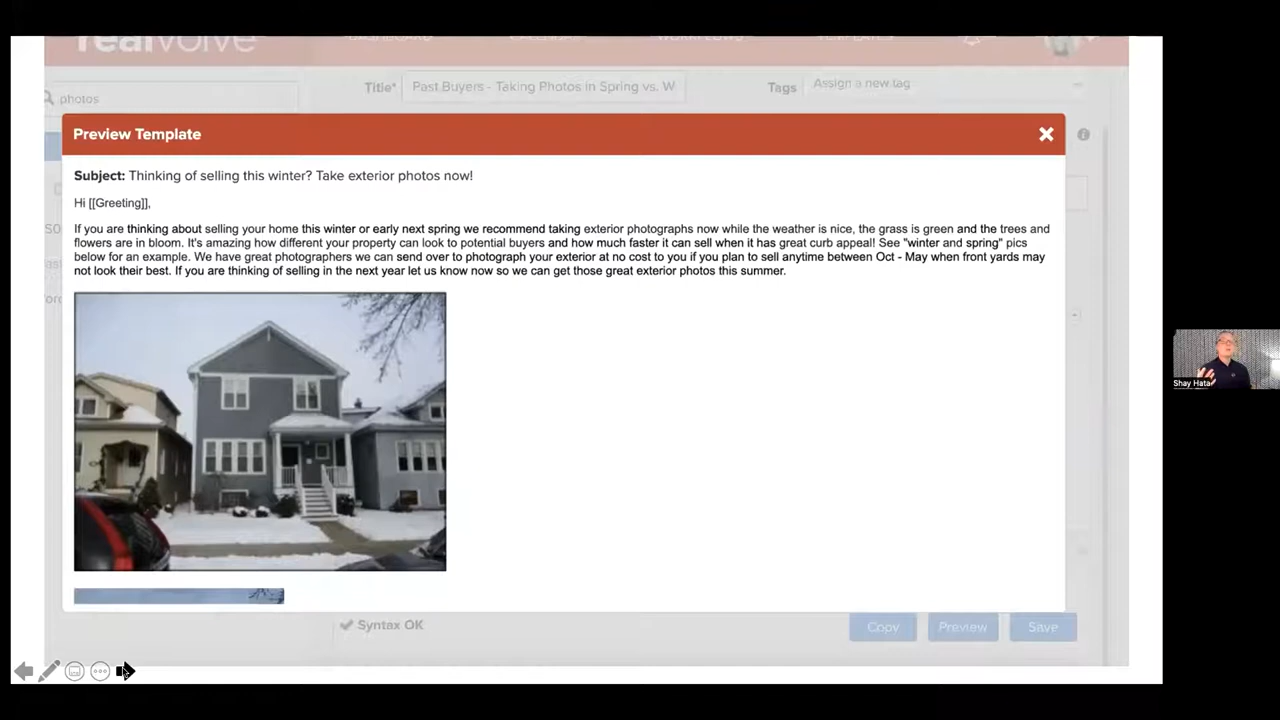 realvolve
DASHBOARD CALENDAR WORKFLOWS TEMPLATES
photos
Title* Past Buyers - Taking Photos in Spring vs. W
Tags Assign a new tag
Preview Template
Subject: Thinking of selling this winter? Take exterior photos now!
Hi [[Greeting]],
If you are thinking about selling your home this winter or early next spring we recommend taking exterior photographs now while the weather is nice, the grass is green and the trees and
flowers are in bloom. It's amazing how different your property can look to potential buyers and how much faster it can sell when it has great curb appeal! See "winter and spring" pics
below for an example. We have great photographers we can send over to photograph your exterior at no cost to you if you plan to sell anytime between Oct - May when front yards may
not look their best. If you are thinking of selling in the next year let us know now so we can get those great exterior photos this summer.
Shay Hata
Syntax OK
Copy Preview Save